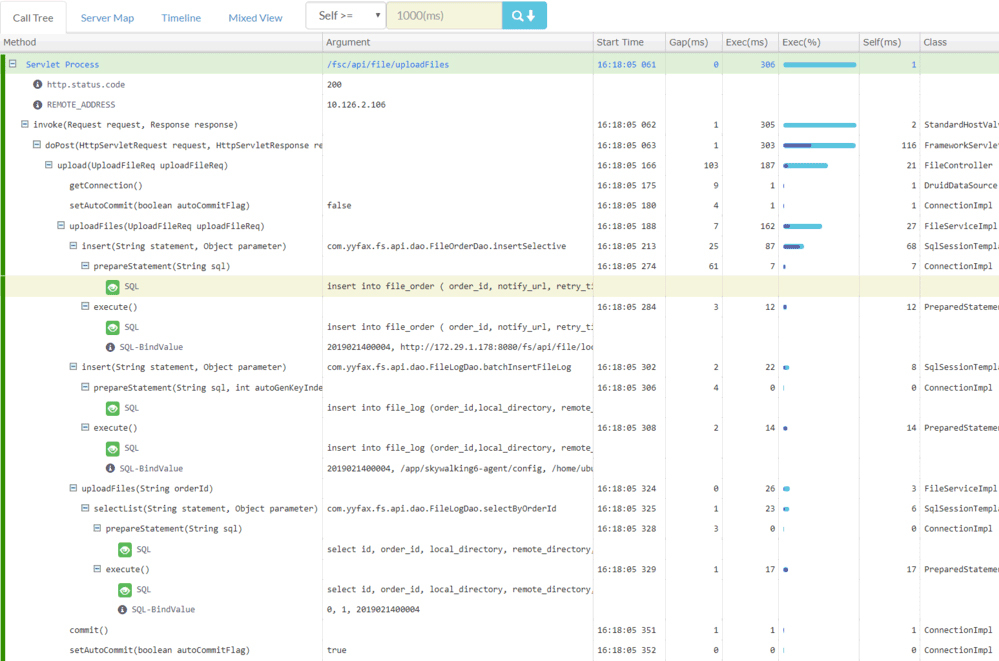 Call Tree Server Map Timeline Mixed View Self >= 1000(ms)
Method Argument Start Time Gap(ms) Exec(ms) Exec(%) Self(ms) Class
Servlet Process /fsc/api/file/uploadFiles 16:18:05 061 0 306 1
http.status.code 200
REMOTE_ADDRESS 10.126.2.106
invoke(Request request, Response response) 16:18:05 062 1 305 2 StandardHostValv
doPost(HttpServletRequest request, HttpServletResponse re 16:18:05 063 1 303 116 FrameworkServlet
upload(UploadFileReq uploadFileReq) 16:18:05 166 103 187 21 FileController
getConnection() 16:18:05 175 9 1 1 DruidDataSource
setAutoCommit(boolean autoCommitFlag) false 16:18:05 180 4 1 1 ConnectionImpl
uploadFiles(UploadFileReq uploadFileReq) 16:18:05 188 7 162 27 FileServiceImpl
insert(String statement, Object parameter) com.yyfax.fs.api.dao.FileOrderDao.insertSelective 16:18:05 213 25 87 68 SqlSessionTempla
prepareStatement(String sql) 16:18:05 274 61 7 7 ConnectionImpl
SQL insert into file_order ( order_id, notify_url, retry_ti
execute() 16:18:05 284 3 12 12 PreparedStatemen
SQL insert into file_order ( order_id, notify_url, retry_ti
SQL-BindValue 2019021400004, http://172.29.1.178:8080/fs/api/file/loc
insert(String statement, Object parameter) com.yyfax.fs.api.dao.FileLogDao.batchInsertFileLog 16:18:05 302 2 22 8 SqlSessionTempla
prepareStatement(String sql, int autoGenKeyInde 16:18:05 306 4 0 0 ConnectionImpl
SQL insert into file_log (order_id,local_directory, remote_
execute() 16:18:05 308 2 14 14 PreparedStatemen
SQL insert into file_log (order_id,local_directory, remote_
SQL-BindValue 2019021400004, /app/skywalking6-agent/config, /home/ubu
uploadFiles(String orderId) 16:18:05 324 0 26 3 FileServiceImpl
selectList(String statement, Object parameter) com.yyfax.fs.api.dao.FileLogDao.selectByOrderId 16:18:05 325 1 23 6 SqlSessionTempla
prepareStatement(String sql) 16:18:05 328 3 0 0 ConnectionImpl
SQL select id, order_id, local_directory, remote_directory,
execute() 16:18:05 329 1 17 17 PreparedStatemen
SQL select id, order_id, local_directory, remote_directory,
SQL-BindValue 0, 1, 2019021400004
commit() 16:18:05 351 1 1 1 ConnectionImpl
setAutoCommit(boolean autoCommitFlag) true 16:18:05 352 0 0 0 ConnectionImpl